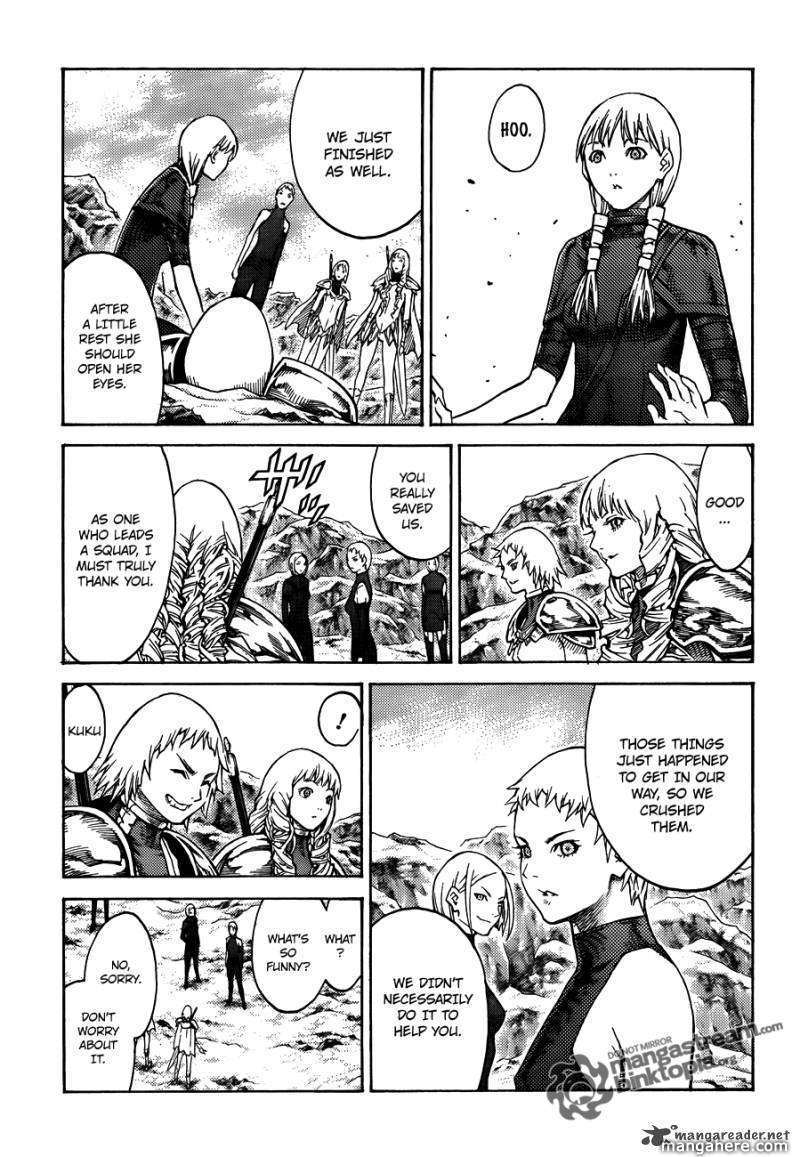 HOO.
WE JUST
FINISHED
AS WELL.
AFTER
A LITTLE
REST SHE
SHOULD
OPEN HER
EYES.
GOOD
...
YOU
REALLY
SAVED
US.
AS ONE
WHO LEADS
A SQUAD, I
MUST TRULY
THANK YOU.
THOSE THINGS
JUST HAPPENED
TO GET IN OUR
WAY, SO WE
CRUSHED
THEM.
WE DIDN'T
NECESSARILY
DO IT TO
HELP YOU.
!
KUKU
WHAT
?
WHAT'S
SO
FUNNY?
NO,
SORRY.
DON'T
WORRY
ABOUT
IT.
DO NOT MIRROR
mangastream.com
binktopia.org
mangareader.net
mangahere.com